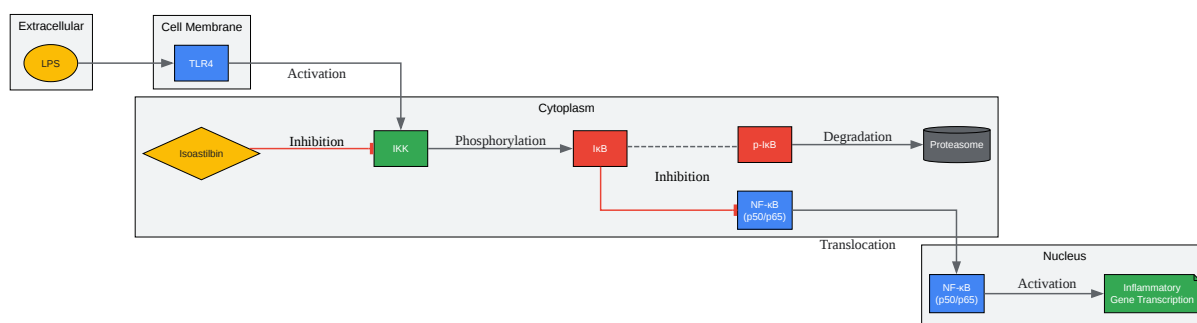 Extracellular
LPS
Cell Membrane
TLR4
Activation
Cytoplasm
Isoastilbin
Inhibition
IKK
Phosphorylation
IκB
p-IκB
Degradation
Proteasome
Inhibition
NF-κB
(p50/p65)
Translocation
Nucleus
NF-κB
(p50/p65)
Activation
Inflammatory
Gene Transcription